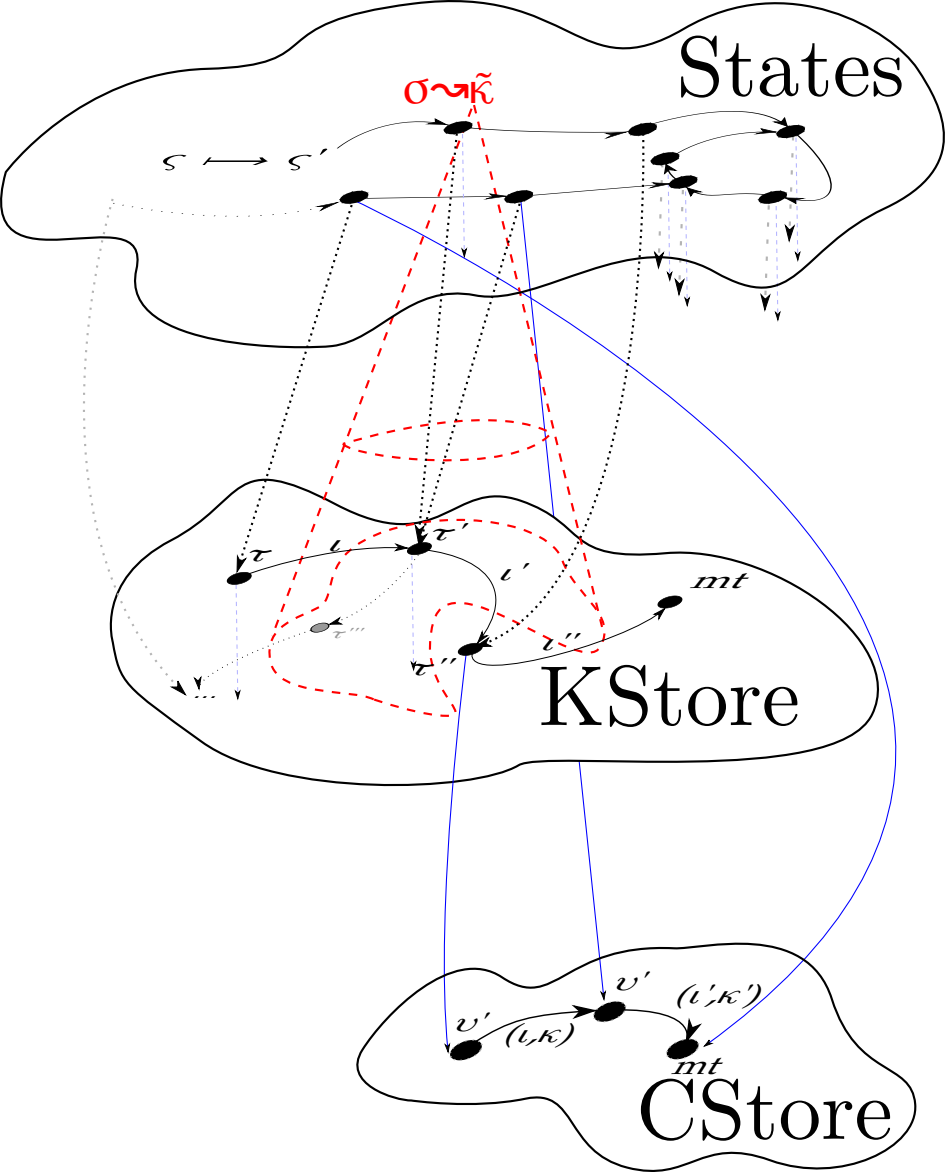 States
σ⇝κ̃
ς ⟼ ς′
τ
ι
τ′
ι′
mt
τ‴
ι″
τ″
...
KStore
υ′
υ′
(ι′,κ′)
(ι,κ)
mt
CStore